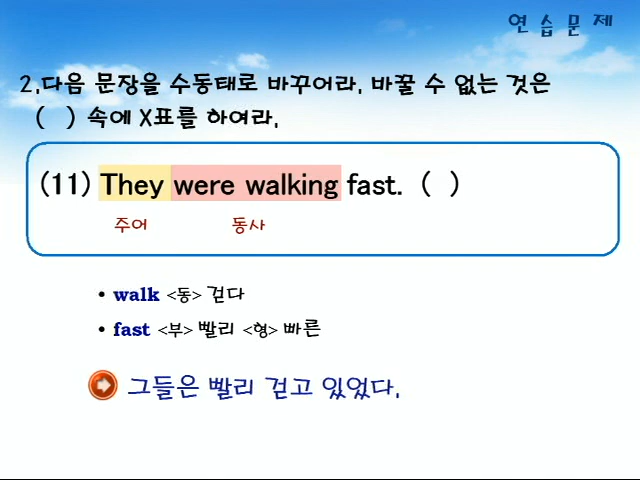 연 습 문 제
2.다음 문장을 수동태로 바꾸어라. 바꿀 수 없는 것은
( ) 속에 X표를 하여라.
(11) They were walking fast. ( )
주어 동사
• walk <동> 걷다
• fast <부> 빨리 <형> 빠른
그들은 빨리 걷고 있었다.